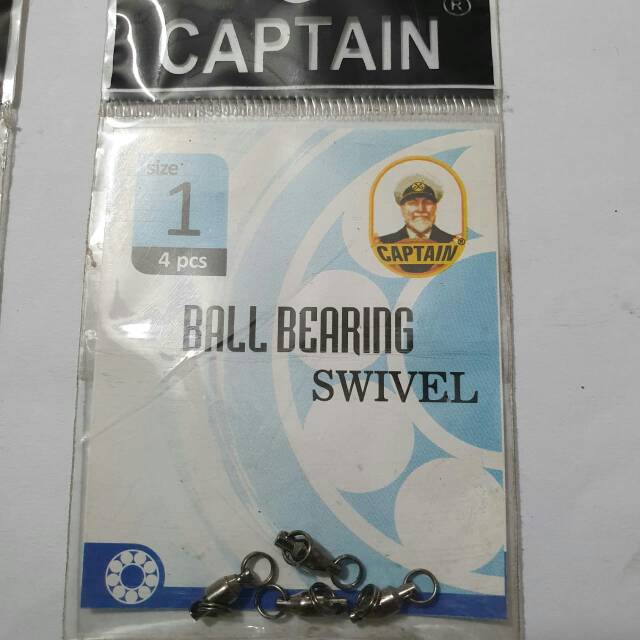 CAPTAIN®
size
1
4 pcs
CAPTAIN®
BALL BEARING
SWIVEL